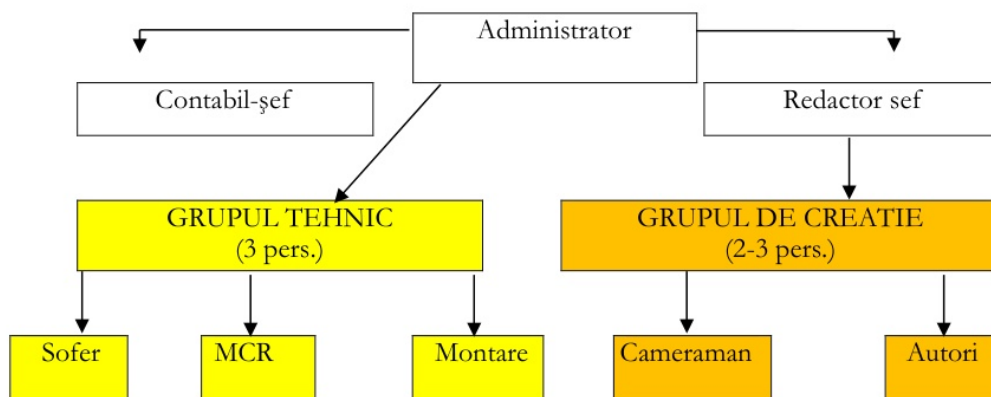 Administrator
Contabil-şef
Redactor sef
GRUPUL TEHNIC
(3 pers.)
GRUPUL DE CREATIE
(2-3 pers.)
Sofer
MCR
Montare
Cameraman
Autori